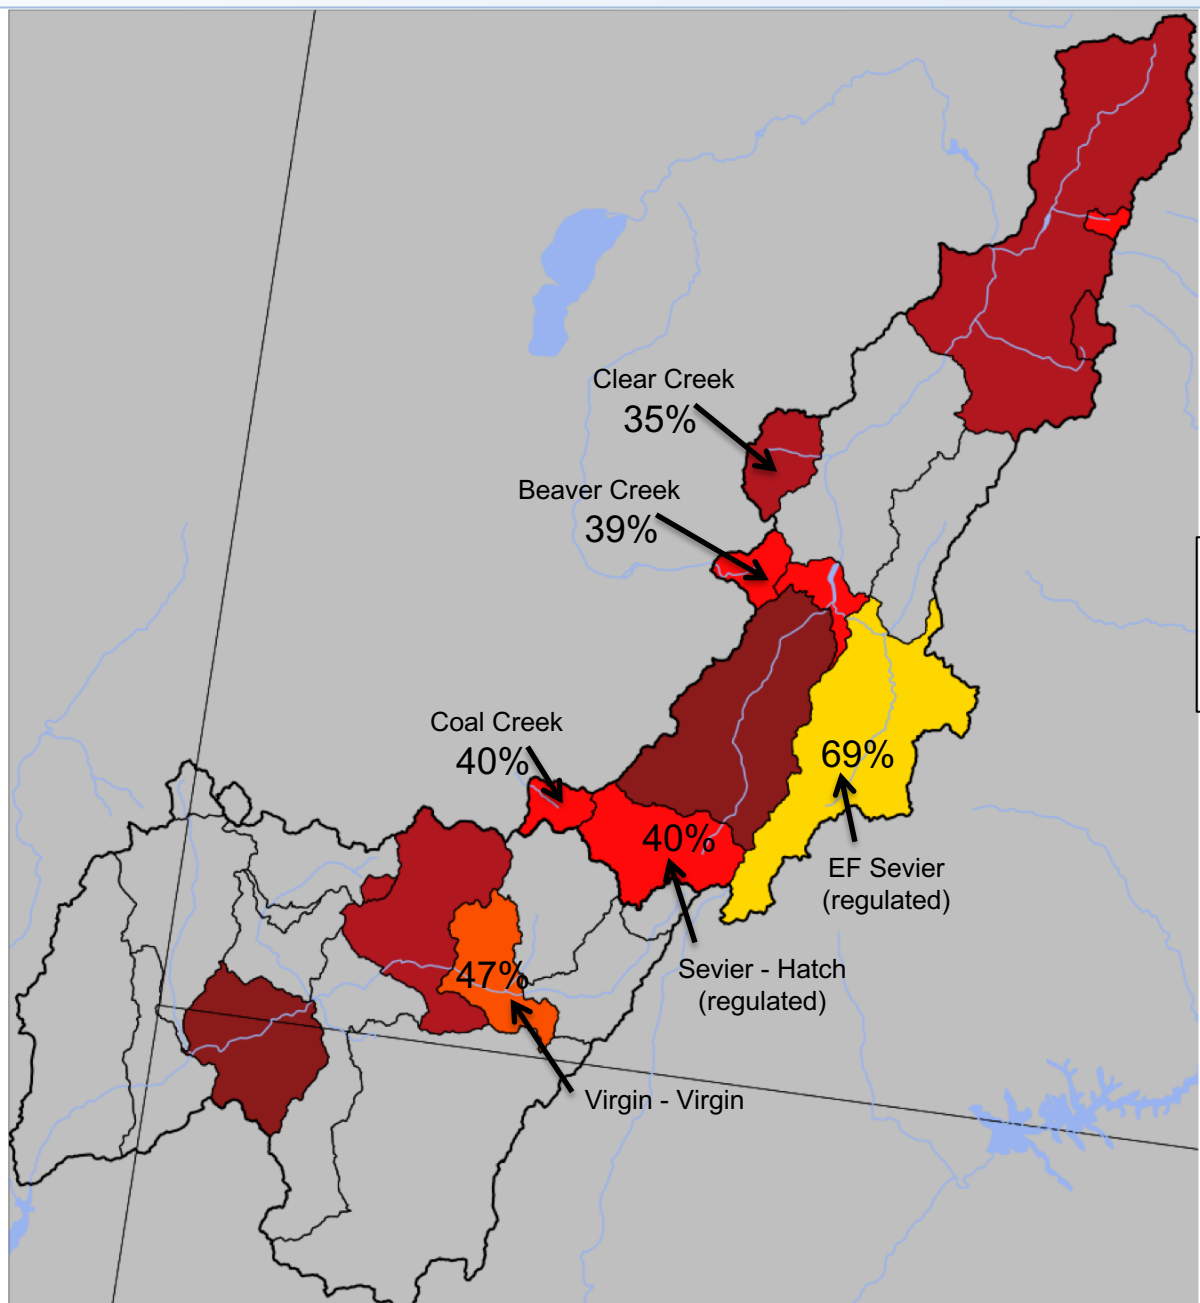 Clear Creek
35%
Beaver Creek
39%
Coal Creek
40%
69%
40%
EF Sevier
(regulated)
Sevier - Hatch
(regulated)
47%
Virgin - Virgin